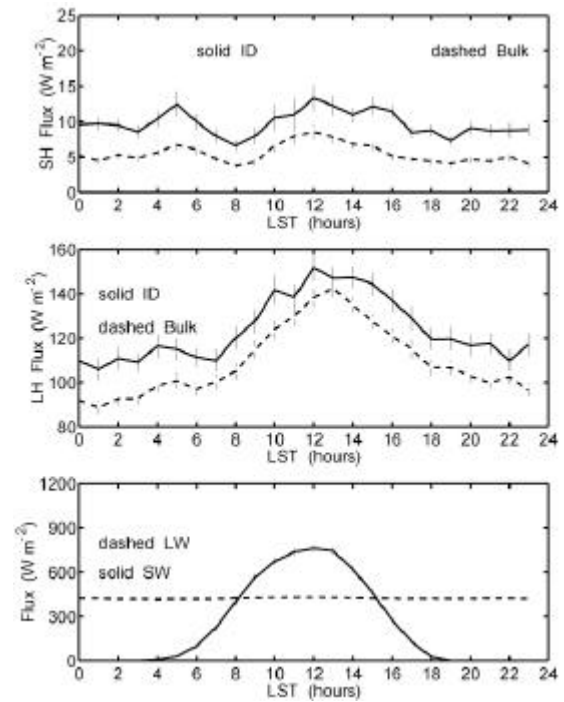 25
20
15
10
5
0
SH Flux (W m-2)
solid ID
dashed Bulk
0 2 4 6 8 10 12 14 16 18 20 22 24
LST (hours)
160
140
120
100
80
LH Flux (W m-2)
solid ID
dashed Bulk
0 2 4 6 8 10 12 14 16 18 20 22 24
LST (hours)
1200
900
600
300
0
Flux (W m-2)
dashed LW
solid SW
0 2 4 6 8 10 12 14 16 18 20 22 24
LST (hours)